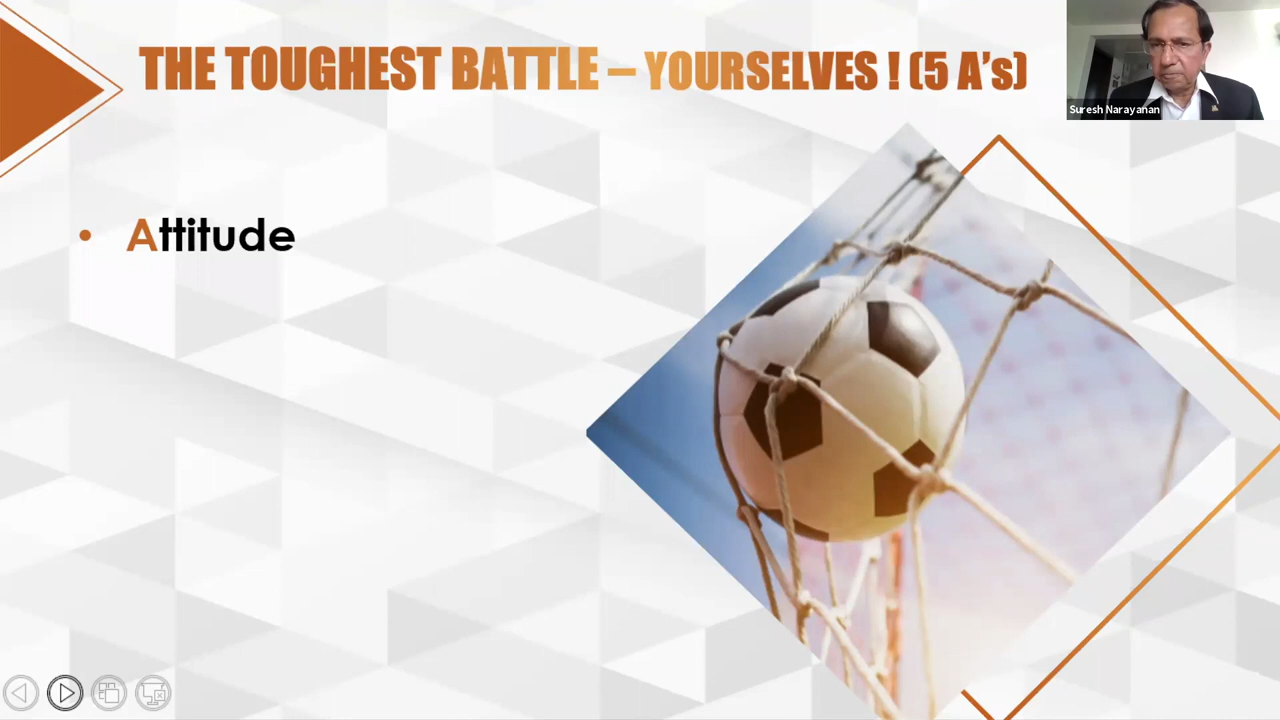 THE TOUGHEST BATTLE – YOURSELVES ! (5 A's)
Suresh Narayanan
• Attitude